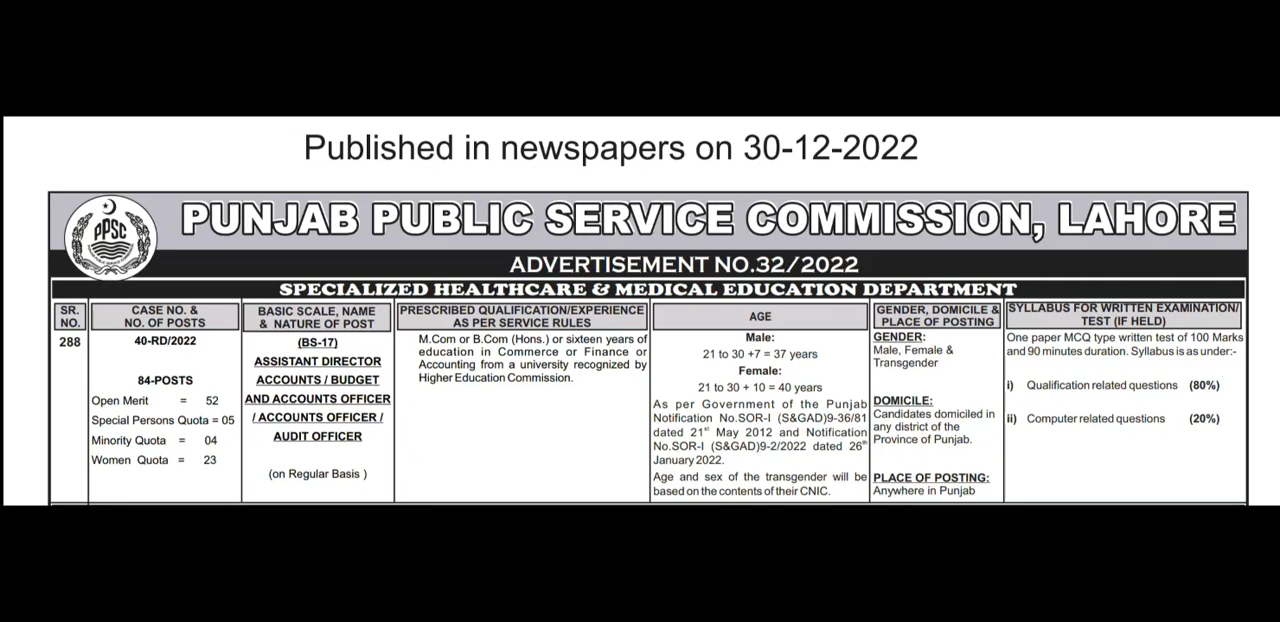 Published in newspapers on 30-12-2022
PPSC
PUNJAB PUBLIC SERVICE COMMISSION, LAHORE
ADVERTISEMENT NO.32/2022
SPECIALIZED HEALTHCARE & MEDICAL EDUCATION DEPARTMENT
SR.
NO.
CASE NO. &
NO. OF POSTS
BASIC SCALE, NAME
& NATURE OF POST
PRESCRIBED QUALIFICATION/EXPERIENCE
AS PER SERVICE RULES
AGE
GENDER, DOMICILE &
PLACE OF POSTING
SYLLABUS FOR WRITTEN EXAMINATION/
TEST (IF HELD)
288
40-RD/2022
84-POSTS
Open Merit = 52
Special Persons Quota = 05
Minority Quota = 04
Women Quota = 23
(BS-17)
ASSISTANT DIRECTOR
ACCOUNTS / BUDGET
AND ACCOUNTS OFFICER
/ ACCOUNTS OFFICER /
AUDIT OFFICER
(on Regular Basis )
M.Com or B.Com (Hons.) or sixteen years of
education in Commerce or Finance or
Accounting from a university recognized by
Higher Education Commission.
Male:
21 to 30 +7 = 37 years
Female:
21 to 30 + 10 = 40 years
As per Government of the Punjab
Notification No.SOR-I (S&GAD)9-36/81
dated 21st May 2012 and Notification
No.SOR-I (S&GAD)9-2/2022 dated 26th
January 2022.
Age and sex of the transgender will be
based on the contents of their CNIC.
GENDER:
Male, Female &
Transgender
DOMICILE:
Candidates domiciled in
any district of the
Province of Punjab.
PLACE OF POSTING:
Anywhere in Punjab
One paper MCQ type written test of 100 Marks
and 90 minutes duration. Syllabus is as under:-
i) Qualification related questions (80%)
ii) Computer related questions (20%)